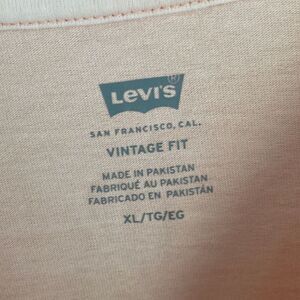 Levi's®
SAN FRANCISCO, CAL.
VINTAGE FIT
MADE IN PAKISTAN
FABRIQUÉ AU PAKISTAN
FABRICADO EN PAKISTÁN
XL/TG/EG